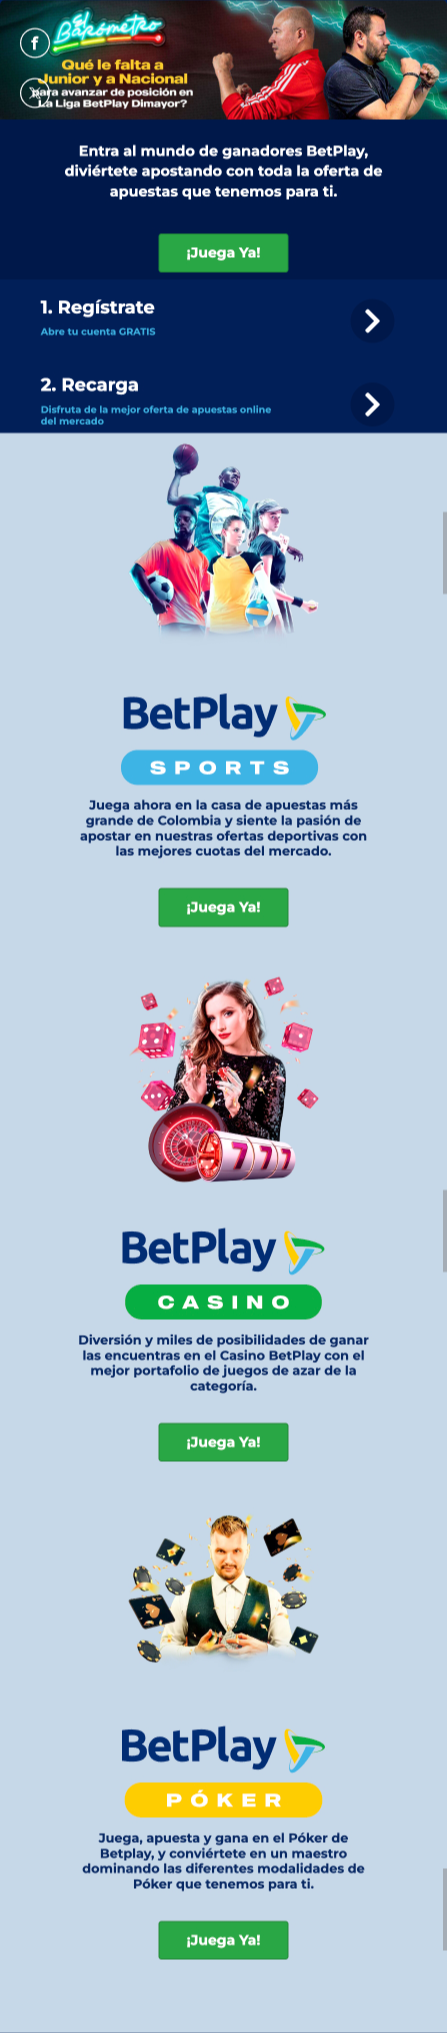 El
Barómetro
Qué le falta a
Junior y a Nacional
para avanzar de posición en
La Liga BetPlay Dimayor?
Entra al mundo de ganadores BetPlay,
diviértete apostando con toda la oferta de
apuestas que tenemos para ti.
¡Juega Ya!
1. Regístrate
Abre tu cuenta GRATIS
2. Recarga
Disfruta de la mejor oferta de apuestas online
del mercado
BetPlay
SPORTS
Juega ahora en la casa de apuestas más
grande de Colombia y siente la pasión de
apostar en nuestras ofertas deportivas con
las mejores cuotas del mercado.
¡Juega Ya!
777
BetPlay
CASINO
Diversión y miles de posibilidades de ganar
las encuentras en el Casino BetPlay con el
mejor portafolio de juegos de azar de la
categoría.
¡Juega Ya!
BetPlay
PÓKER
Juega, apuesta y gana en el Póker de
Betplay, y conviértete en un maestro
dominando las diferentes modalidades de
Póker que tenemos para ti.
¡Juega Ya!